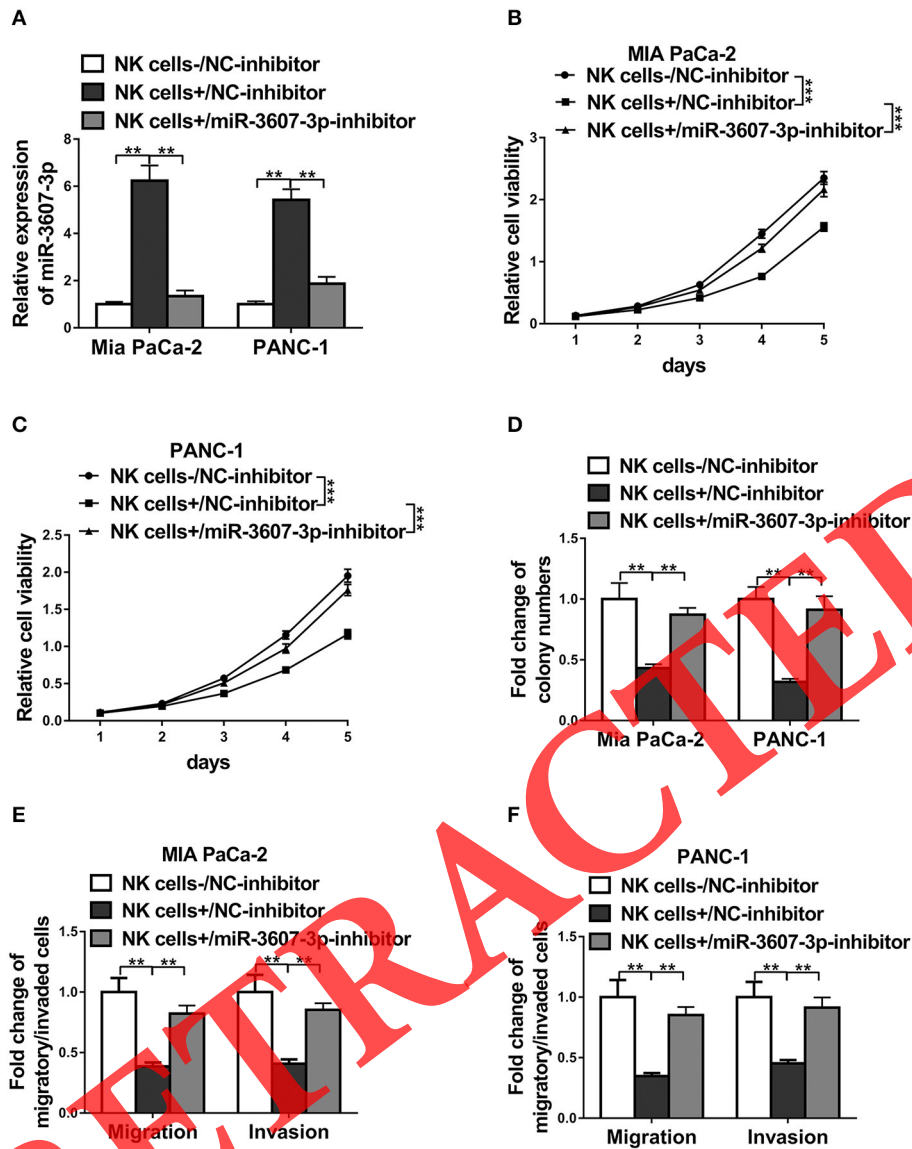 A
NK cells-/NC-inhibitor
NK cells+/NC-inhibitor
NK cells+/miR-3607-3p-inhibitor
Relative expression
of miR-3607-3p
8
6
4
2
0
** **
** **
Mia PaCa-2 PANC-1
B
MIA PaCa-2
NK cells-/NC-inhibitor
NK cells+/NC-inhibitor
NK cells+/miR-3607-3p-inhibitor
***
***
Relative cell viability
3
2
1
0
1 2 3 4 5
days
C
PANC-1
NK cells-/NC-inhibitor
NK cells+/NC-inhibitor
NK cells+/miR-3607-3p-inhibitor
***
***
Relative cell viability
2.5
2.0
1.5
1.0
0.5
0.0
1 2 3 4 5
days
D
NK cells-/NC-inhibitor
NK cells+/NC-inhibitor
NK cells+/miR-3607-3p-inhibitor
Fold change of
colony numbers
1.5
1.0
0.5
0.0
** **
** **
Mia PaCa-2 PANC-1
E
MIA PaCa-2
NK cells-/NC-inhibitor
NK cells+/NC-inhibitor
NK cells+/miR-3607-3p-inhibitor
Fold change of
migratory/invaded cells
1.5
1.0
0.5
0.0
** **
** **
Migration Invasion
F
PANC-1
NK cells-/NC-inhibitor
NK cells+/NC-inhibitor
NK cells+/miR-3607-3p-inhibitor
Fold change of
migratory/invaded cells
1.5
1.0
0.5
0.0
** **
** **
Migration Invasion
RETRACTED